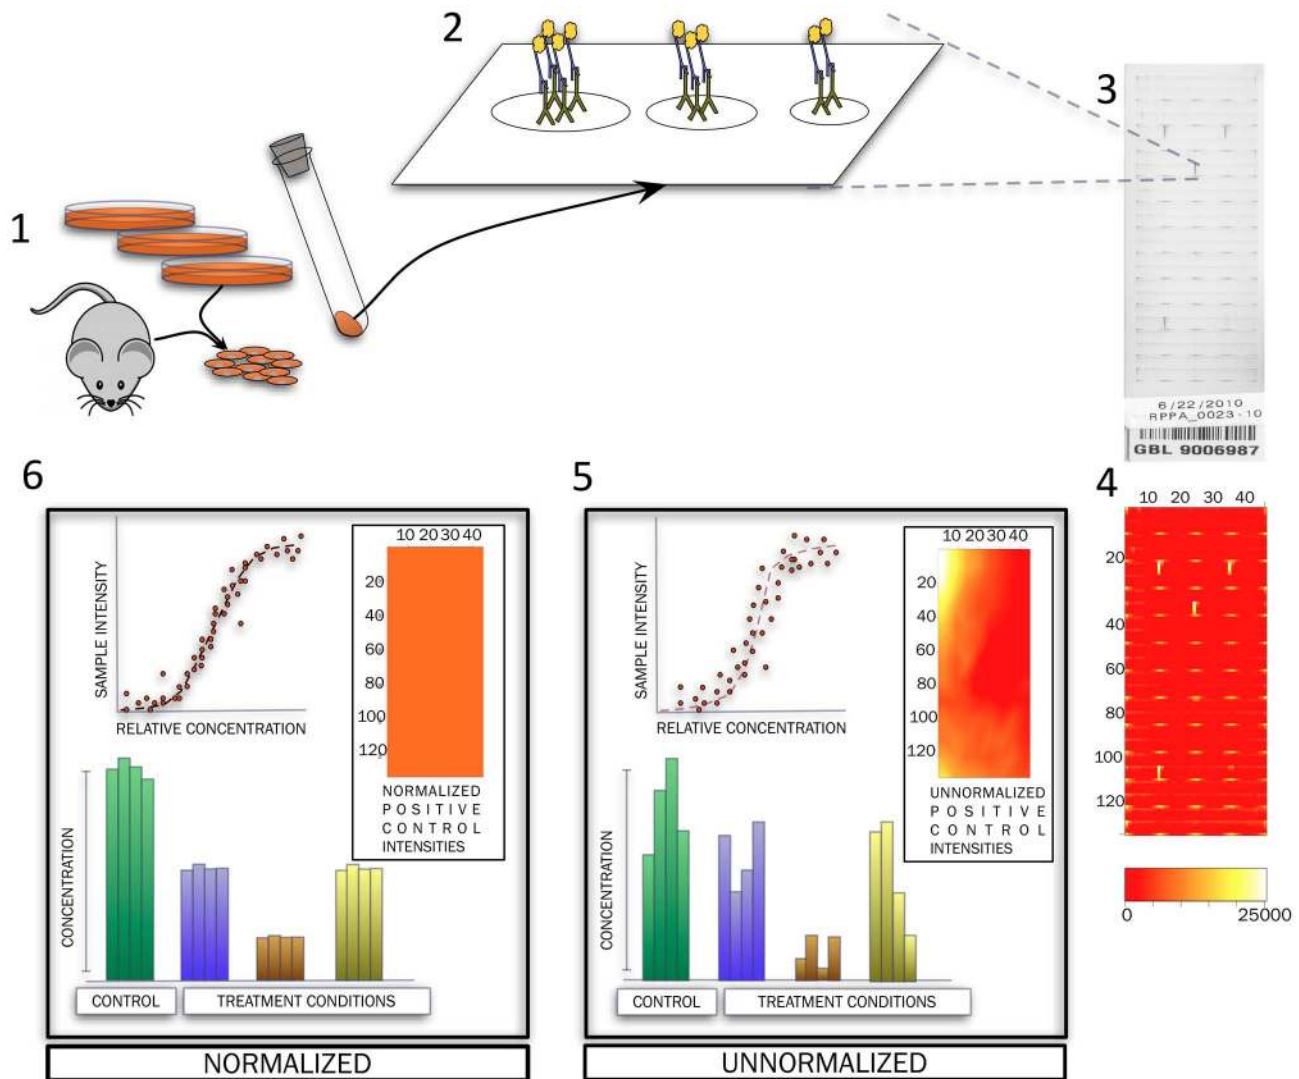 1
2
3
6/22/2010
RPPA_0023-10
GBL 9006987
4
10 20 30 40
20
40
60
80
100
120
0 25000
6
SAMPLE INTENSITY
RELATIVE CONCENTRATION
10 20 30 40
20
40
60
80
100
120
NORMALIZED
POSITIVE
CONTROL
INTENSITIES
CONCENTRATION
CONTROL
TREATMENT CONDITIONS
NORMALIZED
5
SAMPLE INTENSITY
RELATIVE CONCENTRATION
10 20 30 40
20
40
60
80
100
120
UNNORMALIZED
POSITIVE
CONTROL
INTENSITIES
CONCENTRATION
CONTROL
TREATMENT CONDITIONS
UNNORMALIZED